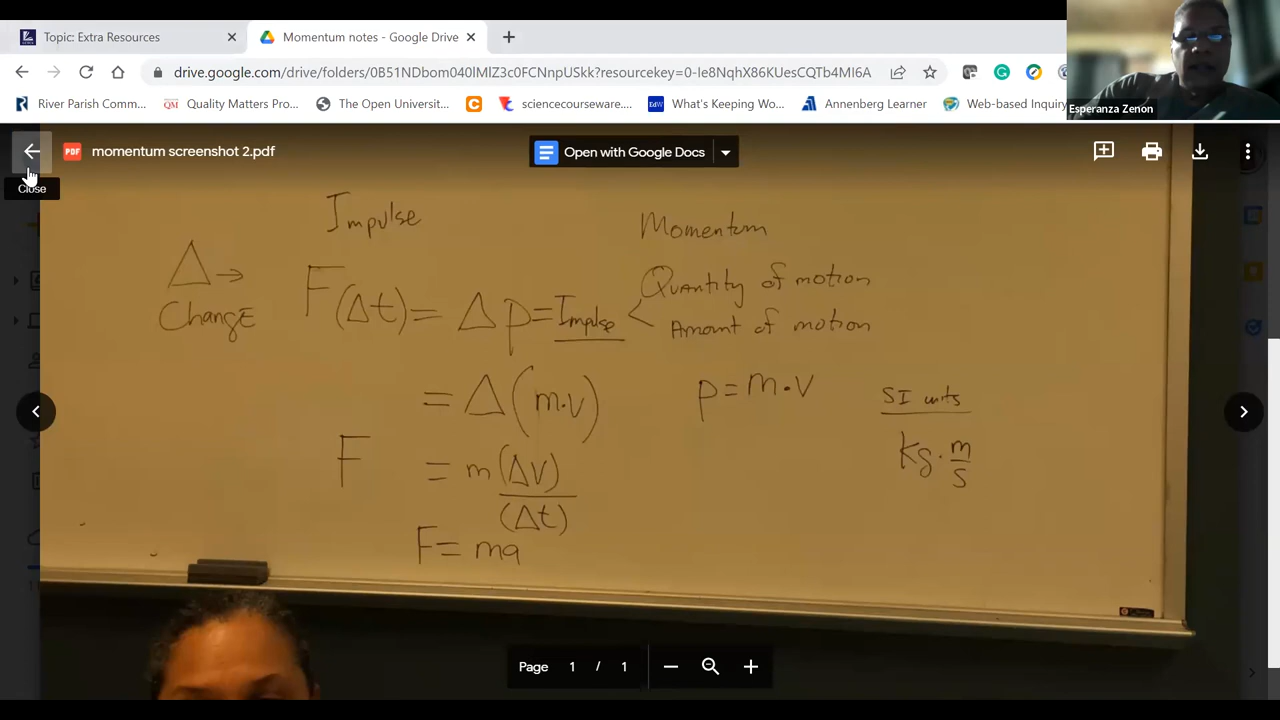 Topic: Extra Resources
Momentum notes - Google Drive
drive.google.com/drive/folders/0B51NDbom040IMIZ3c0FCNnpUSkk?resourcekey=0-Ie8NqhX86KUesCQTb4MI6A
River Parish Comm...
Quality Matters Pro...
The Open Universit...
sciencecourseware....
What's Keeping Wo...
Annenberg Learner
Web-based Inquiry
Esperanza Zenon
PDF
momentum screenshot 2.pdf
Open with Google Docs
Close
Impulse
Momentum
Δ →
Change
F(Δt) = Δp = Impulse
Quantity of motion
Amount of motion
= Δ(m·v)
p = m·v
SI units
kg · m/s
F = m(Δv)/(Δt)
F = ma
Page 1 / 1